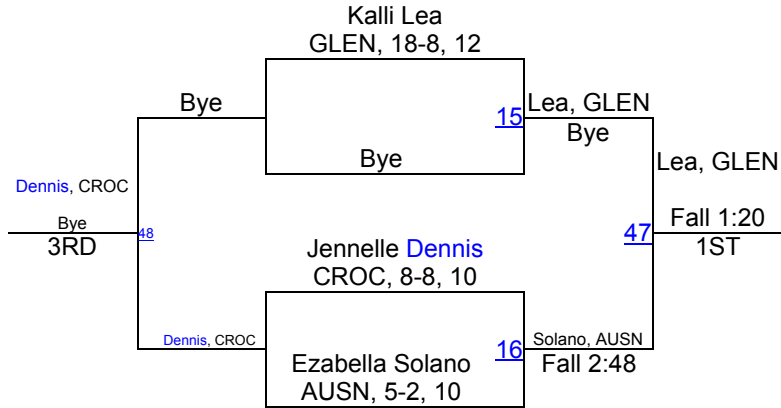 Kalli Lea
GLEN, 18-8, 12
Bye
15
Lea, GLEN
Bye
Bye
Lea, GLEN
Dennis, CROC
Bye
48
3RD
47
Fall 1:20
1ST
Jennelle Dennis
CROC, 8-8, 10
Dennis, CROC
16
Solano, AUSN
Fall 2:48
Ezabella Solano
AUSN, 5-2, 10